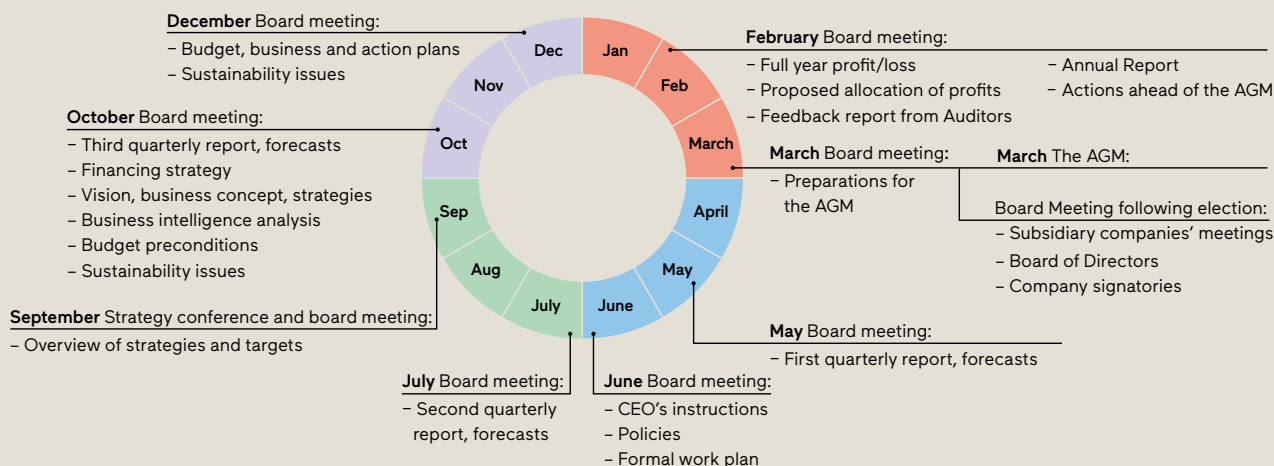 December Board meeting:
– Budget, business and action plans
– Sustainability issues
October Board meeting:
– Third quarterly report, forecasts
– Financing strategy
– Vision, business concept, strategies
– Business intelligence analysis
– Budget preconditions
– Sustainability issues
September Strategy conference and board meeting:
– Overview of strategies and targets
Jan
Feb
March
April
May
June
July
Aug
Sep
Oct
Nov
Dec
February Board meeting:
– Full year profit/loss
– Proposed allocation of profits
– Feedback report from Auditors
– Annual Report
– Actions ahead of the AGM
March Board meeting:
– Preparations for
the AGM
March The AGM:
Board Meeting following election:
– Subsidiary companies’ meetings
– Board of Directors
– Company signatories
May Board meeting:
– First quarterly report, forecasts
July Board meeting:
– Second quarterly
report, forecasts
June Board meeting:
– CEO’s instructions
– Policies
– Formal work plan